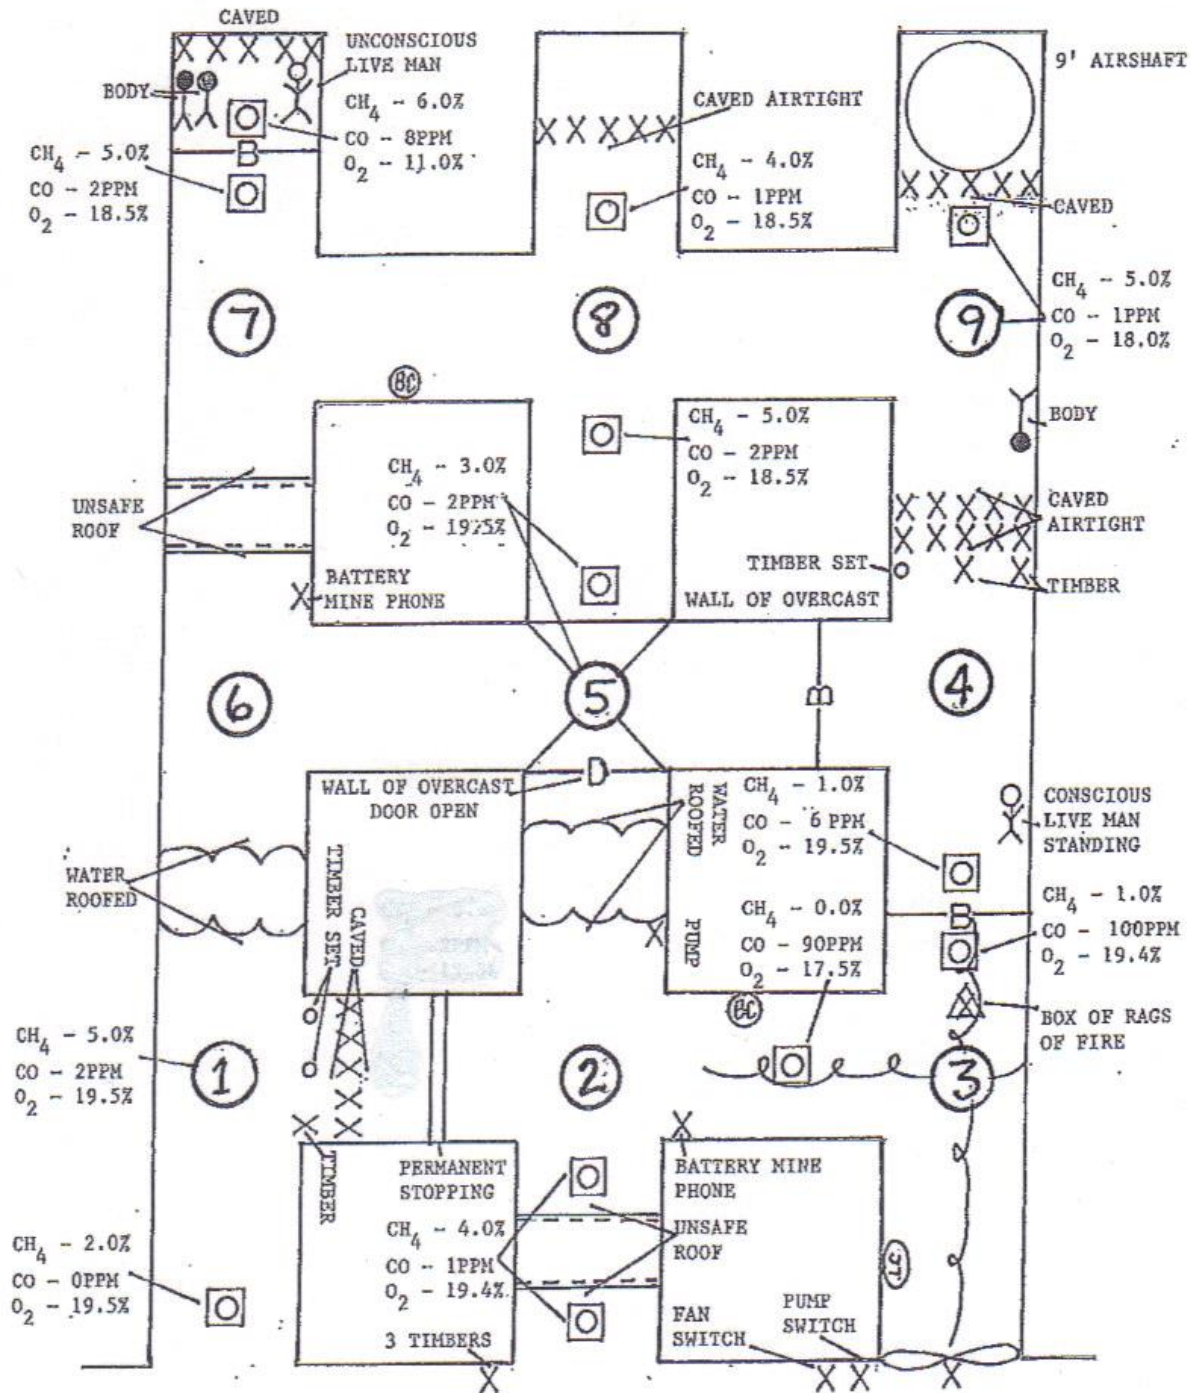 CAVED
UNCONSCIOUS
LIVE MAN
9' AIRSHAFT
BODY
CH4 - 6.0%
CO - 8PPM
O2 - 11.0%
B
CAVED AIRTIGHT
CH4 - 5.0%
CO - 2PPM
O2 - 18.5%
CH4 - 4.0%
CO - 1PPM
O2 - 18.5%
CAVED
7
8
9
CH4 - 5.0%
CO - 1PPM
O2 - 18.0%
BC
BODY
CH4 - 3.0%
CO - 2PPM
O2 - 19.5%
CH4 - 5.0%
CO - 2PPM
O2 - 18.5%
UNSAFE
ROOF
CAVED
AIRTIGHT
BATTERY
MINE PHONE
TIMBER SET
WALL OF OVERCAST
TIMBER
6
5
4
B
WALL OF OVERCAST
DOOR OPEN
D
WATER
ROOFED
PUMP
CH4 - 1.0%
CO - 6 PPM
O2 - 19.5%
CONSCIOUS
LIVE MAN
STANDING
WATER
ROOFED
TIMBER SET
CAVED
CH4 - 0.0%
CO - 90PPM
O2 - 17.5%
B
CH4 - 1.0%
CO - 100PPM
O2 - 19.4%
BC
BOX OF RAGS
OF FIRE
CH4 - 5.0%
CO - 2PPM
O2 - 19.5%
1
2
3
TIMBER
PERMANENT
STOPPING
BATTERY MINE
PHONE
CH4 - 4.0%
CO - 1PPM
O2 - 19.4%
UNSAFE
ROOF
CH4 - 2.0%
CO - 0PPM
O2 - 19.5%
3 TIMBERS
FAN
SWITCH
PUMP
SWITCH